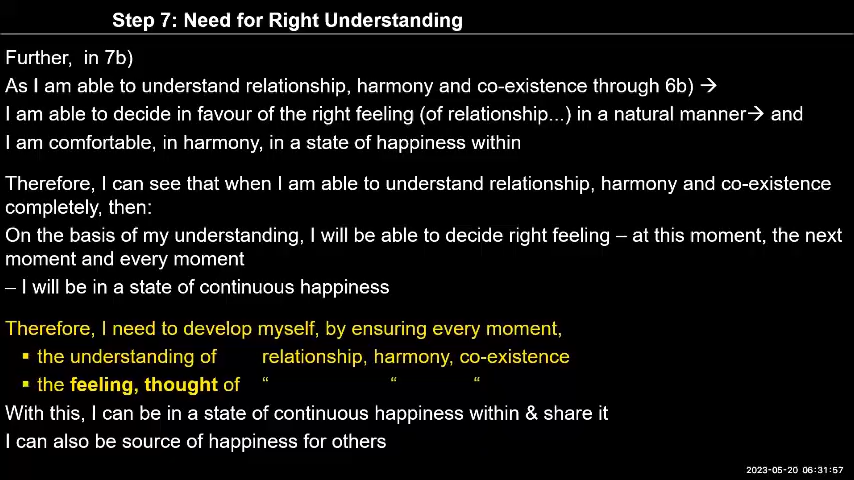 Step 7: Need for Right Understanding
Further,  in 7b)
As I am able to understand relationship, harmony and co-existence through 6b) →
I am able to decide in favour of the right feeling (of relationship...) in a natural manner→ and
I am comfortable, in harmony, in a state of happiness within
Therefore, I can see that when I am able to understand relationship, harmony and co-existence
completely, then:
On the basis of my understanding, I will be able to decide right feeling – at this moment, the next
moment and every moment
– I will be in a state of continuous happiness
Therefore, I need to develop myself, by ensuring every moment,
▪ the understanding of relationship, harmony, co-existence
▪ the feeling, thought of “ “ “
With this, I can be in a state of continuous happiness within & share it
I can also be source of happiness for others
2023-05-20 06:31:57